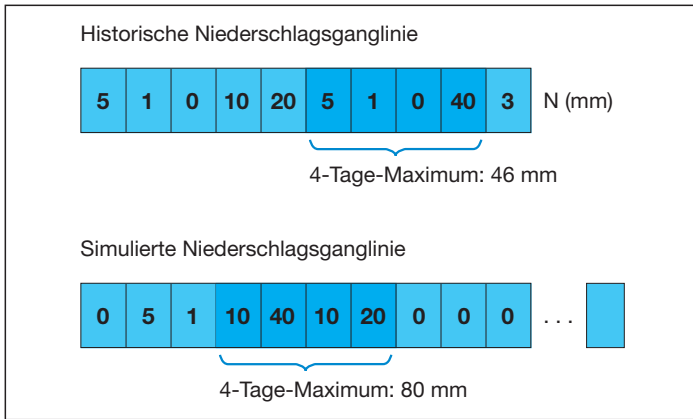 Historische Niederschlagsganglinie
5 1 0 10 20 5 1 0 40 3 N (mm)
4-Tage-Maximum: 46 mm
Simulierte Niederschlagsganglinie
0 5 1 10 40 10 20 0 0 0 . . .
4-Tage-Maximum: 80 mm